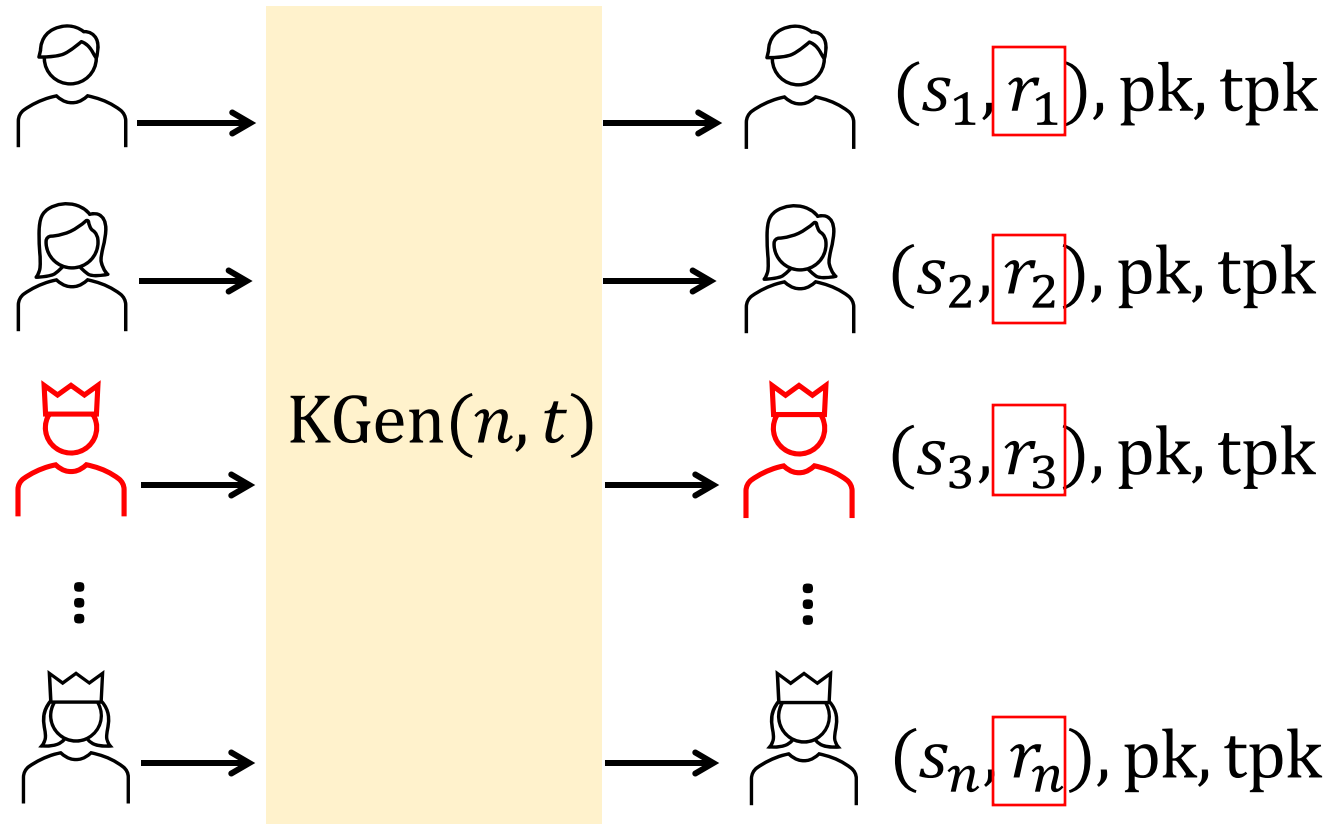 (s₁, r₁), pk, tpk
(s₂, r₂), pk, tpk
KGen(n, t)
(s₃, r₃), pk, tpk
⋮ ⋮
(sₙ, rₙ), pk, tpk